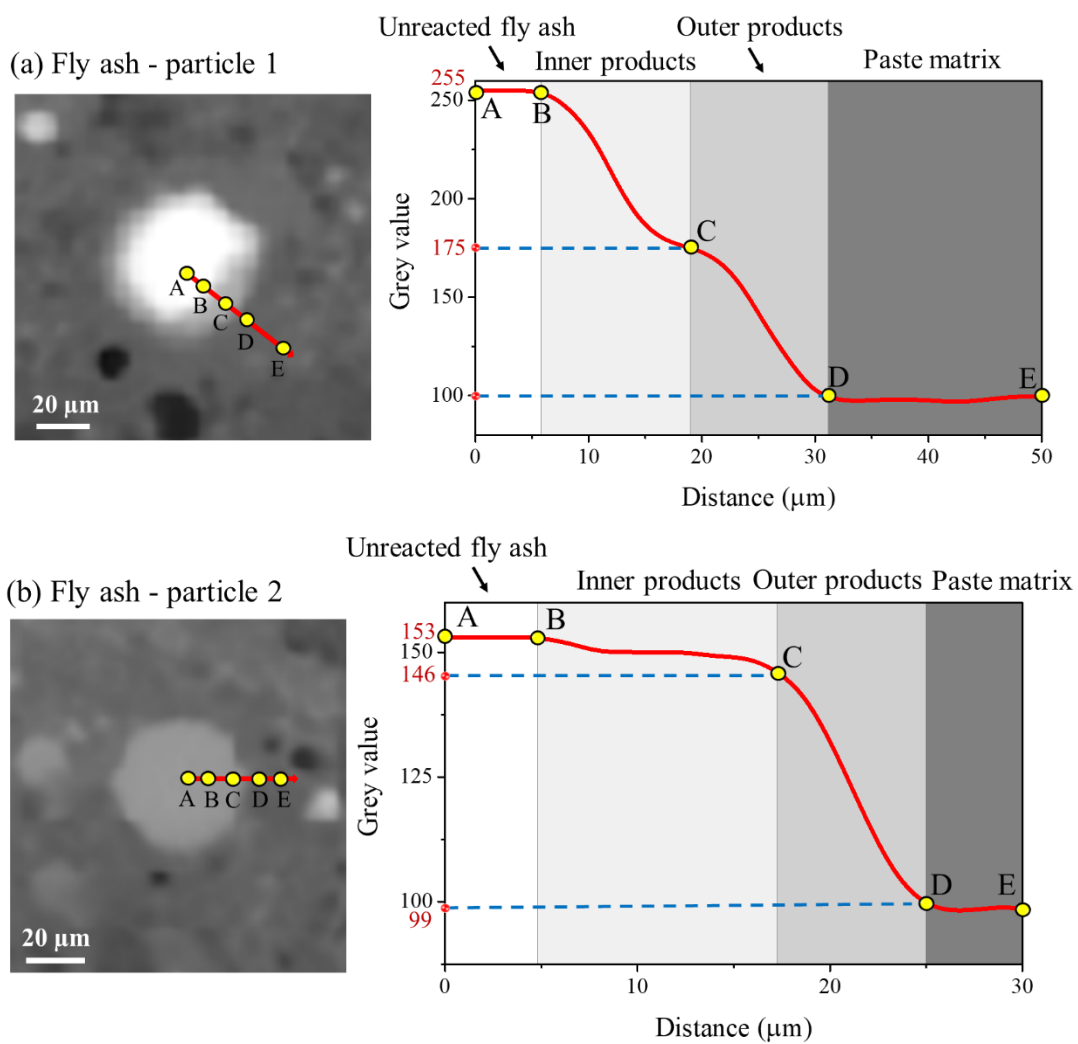 (a) Fly ash - particle 1
A
B
C
D
E
20 μm
Unreacted fly ash
Inner products
Outer products
Paste matrix
255
250
200
175
150
100
Grey value
A
B
C
D
E
0
10
20
30
40
50
Distance (μm)
(b) Fly ash - particle 2
A
B
C
D
E
20 μm
Unreacted fly ash
Inner products
Outer products
Paste matrix
153
150
146
125
100
99
Grey value
A
B
C
D
E
0
10
20
30
Distance (μm)